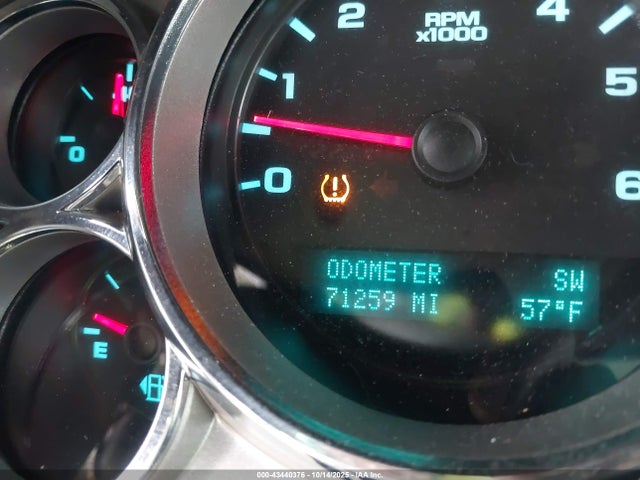 2
4
RPM
x1000
1
5
0
0
6
ODOMETER SW
71259 MI 57°F
E
000-43440376 - 10/14/2025 - IAA Inc.